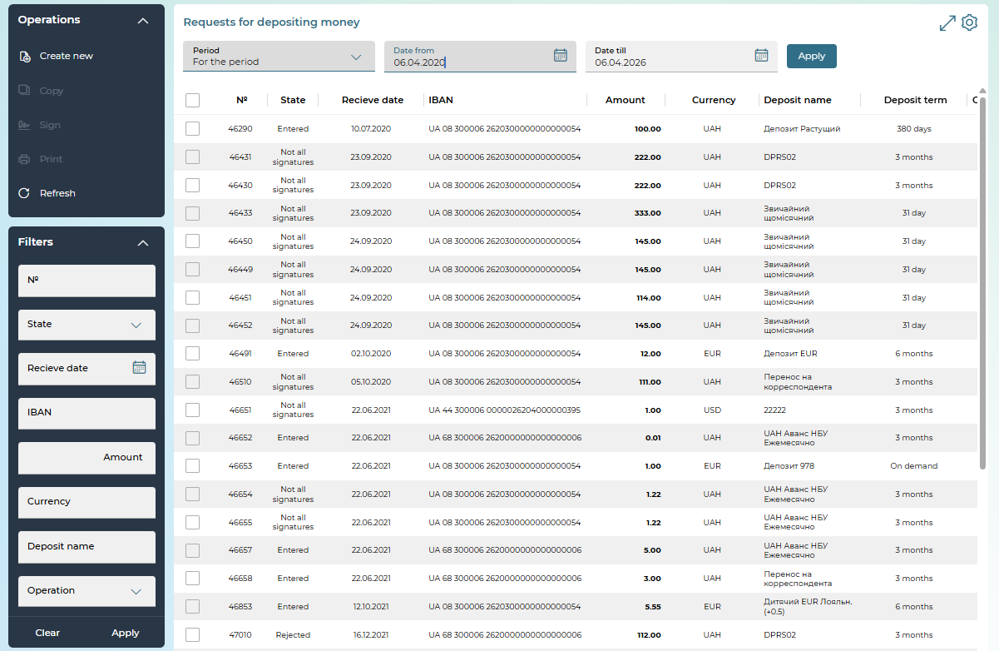 Operations
Create new
Copy
Sign
Print
Refresh
Filters
№
State
Recieve date
IBAN
Amount
Currency
Deposit name
Operation
Clear Apply
Requests for depositing money
Period
For the period
Date from
06.04.2020
Date till
06.04.2026
Apply
№ State Recieve date IBAN Amount Currency Deposit name Deposit term
46290 Entered 10.07.2020 UA 08 300006 2620300000000000054 100.00 UAH Депозит Растущий 380 days
46431 Not all signatures 23.09.2020 UA 08 300006 2620300000000000054 222.00 UAH DPRS02 3 months
46430 Not all signatures 23.09.2020 UA 08 300006 2620300000000000054 222.00 UAH DPRS02 3 months
46433 Not all signatures 23.09.2020 UA 08 300006 2620300000000000054 333.00 UAH Звичайний щомісячний 31 day
46450 Not all signatures 24.09.2020 UA 08 300006 2620300000000000054 145.00 UAH Звичайний щомісячний 31 day
46449 Not all signatures 24.09.2020 UA 08 300006 2620300000000000054 145.00 UAH Звичайний щомісячний 31 day
46451 Not all signatures 24.09.2020 UA 08 300006 2620300000000000054 114.00 UAH Звичайний щомісячний 31 day
46452 Not all signatures 24.09.2020 UA 08 300006 2620300000000000054 145.00 UAH Звичайний щомісячний 31 day
46491 Entered 02.10.2020 UA 08 300006 2620300000000000054 12.00 EUR Депозит EUR 6 months
46510 Not all signatures 05.10.2020 UA 08 300006 2620300000000000054 111.00 UAH Перенос на корреспондента 3 months
46651 Not all signatures 22.06.2021 UA 44 300006 0000026204000000395 1.00 USD 22222 3 months
46652 Entered 22.06.2021 UA 68 300006 2620000000000000006 0.01 UAH UAH Аванс НБУ Ежемесячно 3 months
46653 Entered 22.06.2021 UA 08 300006 2620300000000000054 1.00 EUR Депозит 978 On demand
46654 Not all signatures 22.06.2021 UA 08 300006 2620300000000000054 1.22 UAH UAH Аванс НБУ Ежемесячно 3 months
46655 Not all signatures 22.06.2021 UA 08 300006 2620300000000000054 1.22 UAH UAH Аванс НБУ Ежемесячно 3 months
46657 Entered 22.06.2021 UA 68 300006 2620000000000000006 5.00 UAH UAH Аванс НБУ Ежемесячно 3 months
46658 Entered 22.06.2021 UA 68 300006 2620000000000000006 3.00 UAH Перенос на корреспондента 3 months
46853 Entered 12.10.2021 UA 08 300006 2620300000000000054 5.55 EUR Дитячий EUR Лояльн. (+0.5) 6 months
47010 Rejected 16.12.2021 UA 68 300006 2620000000000000006 112.00 UAH DPRS02 3 months